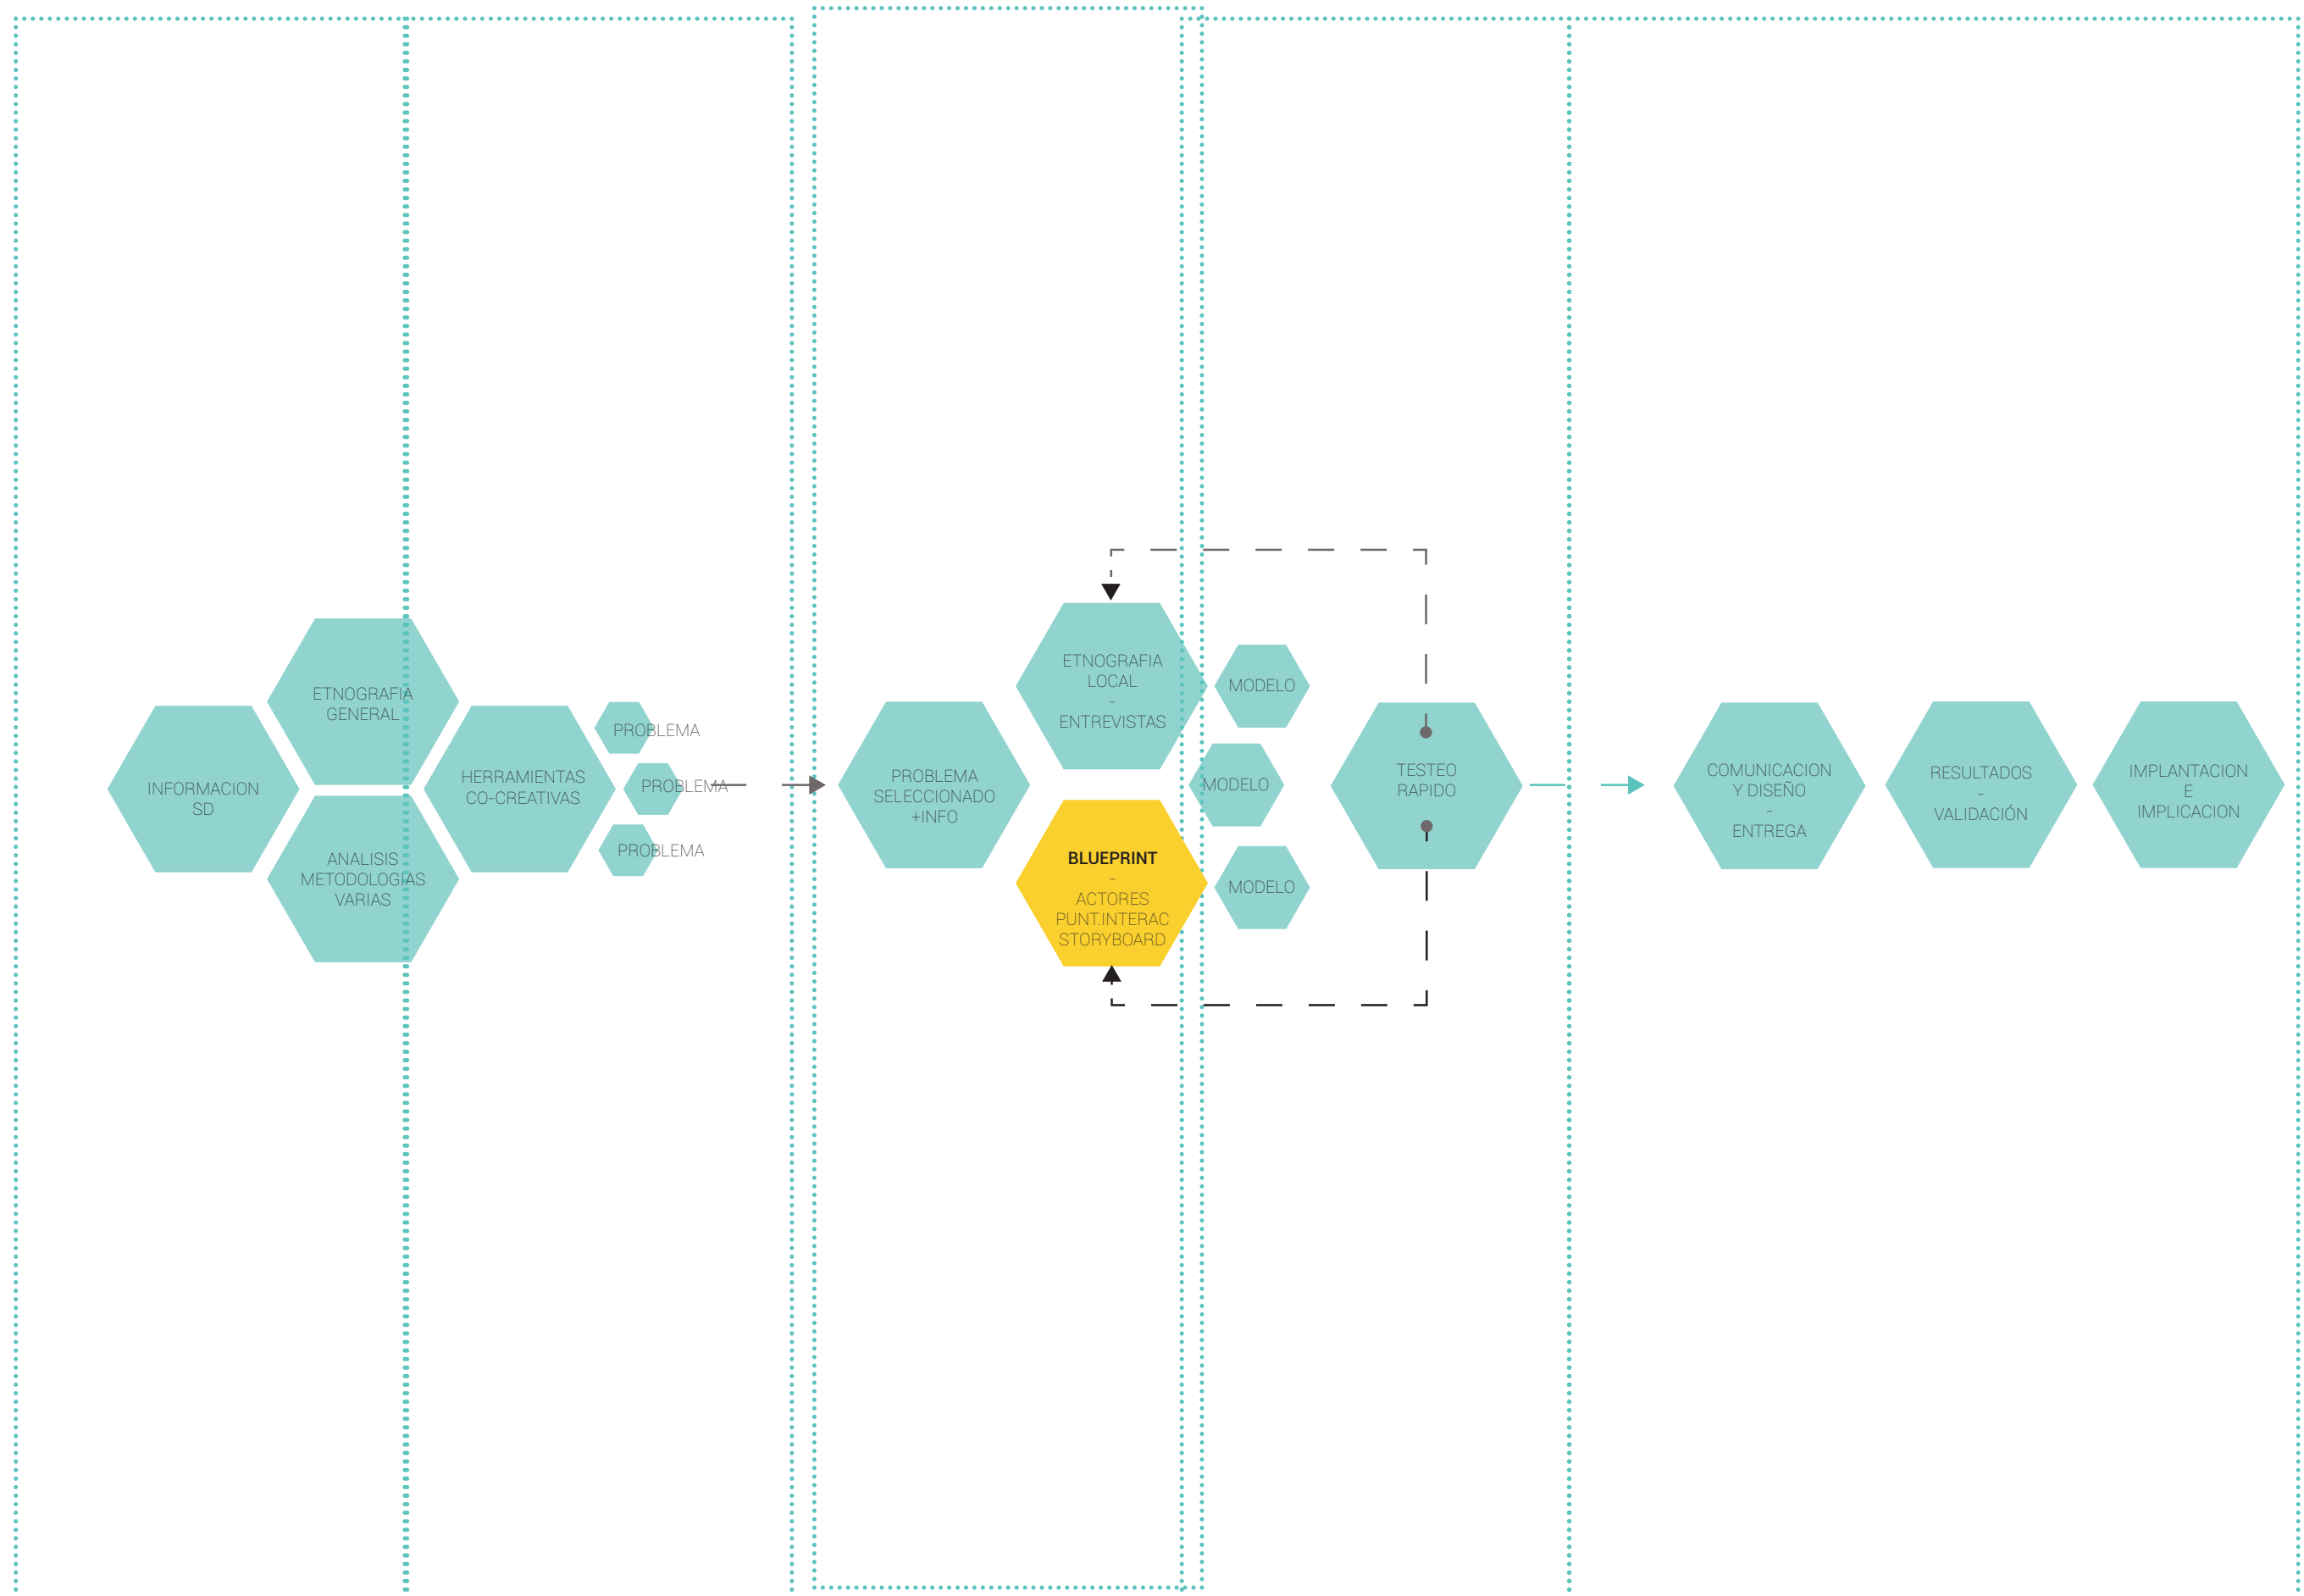 INFORMACION
SD
ETNOGRAFIA
GENERAL
ANALISIS
METODOLOGIAS
VARIAS
HERRAMIENTAS
CO-CREATIVAS
PROBLEMA
PROBLEMA
PROBLEMA
PROBLEMA
SELECCIONADO
+INFO
ETNOGRAFIA
LOCAL
-
ENTREVISTAS
BLUEPRINT
-
ACTORES
PUNT.INTERAC
STORYBOARD
MODELO
MODELO
MODELO
TESTEO
RAPIDO
COMUNICACION
Y DISEÑO
-
ENTREGA
RESULTADOS
-
VALIDACIÓN
IMPLANTACION
E
IMPLICACION